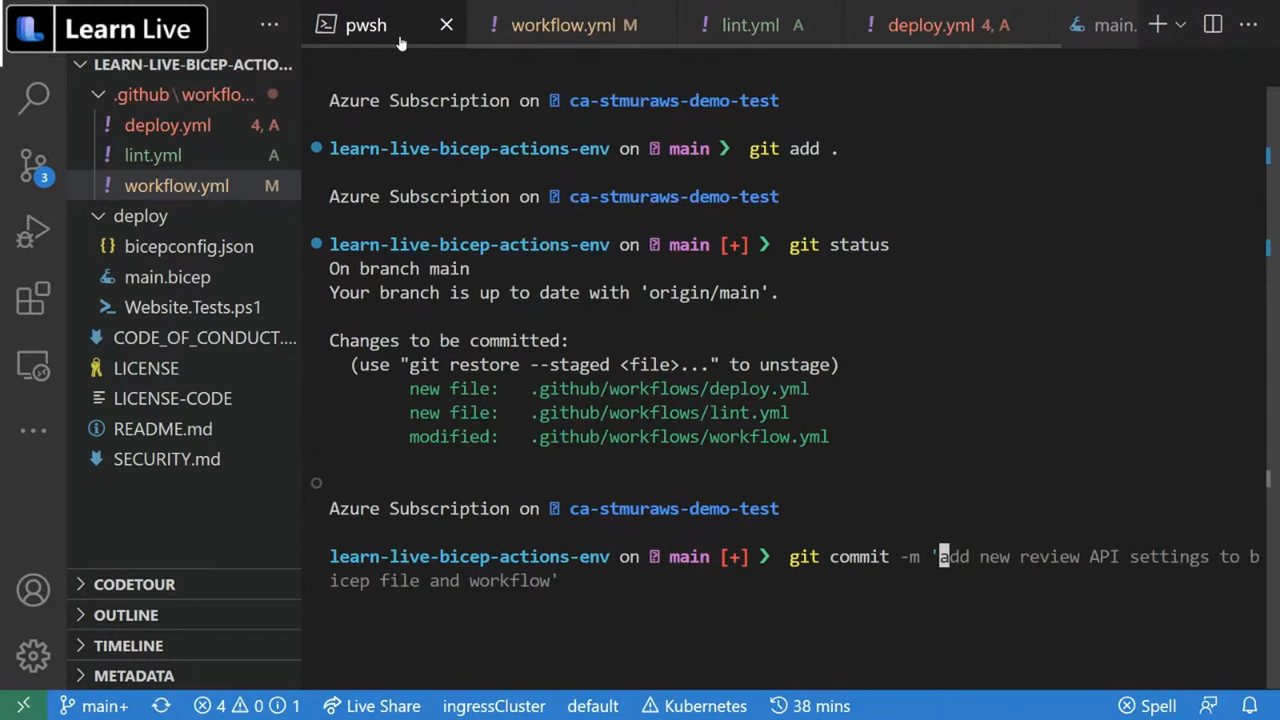 Learn Live
pwsh
workflow.yml M
lint.yml A
deploy.yml 4, A
main.
LEARN-LIVE-BICEP-ACTIO...
.github\workflo...
deploy.yml 4, A
lint.yml A
workflow.yml M
deploy
bicepconfig.json
main.bicep
Website.Tests.ps1
CODE_OF_CONDUCT....
LICENSE
LICENSE-CODE
README.md
SECURITY.md
3
CODETOUR
OUTLINE
TIMELINE
METADATA
Azure Subscription on ca-stmuraws-demo-test
learn-live-bicep-actions-env on main ❯ git add .
Azure Subscription on ca-stmuraws-demo-test
learn-live-bicep-actions-env on main [+] ❯ git status
On branch main
Your branch is up to date with 'origin/main'.
Changes to be committed:
(use "git restore --staged <file>..." to unstage)
new file: .github/workflows/deploy.yml
new file: .github/workflows/lint.yml
modified: .github/workflows/workflow.yml
Azure Subscription on ca-stmuraws-demo-test
learn-live-bicep-actions-env on main [+] ❯ git commit -m 'add new review API settings to b
icep file and workflow'
main+ 4 0 1 Live Share ingressCluster default Kubernetes 38 mins Spell